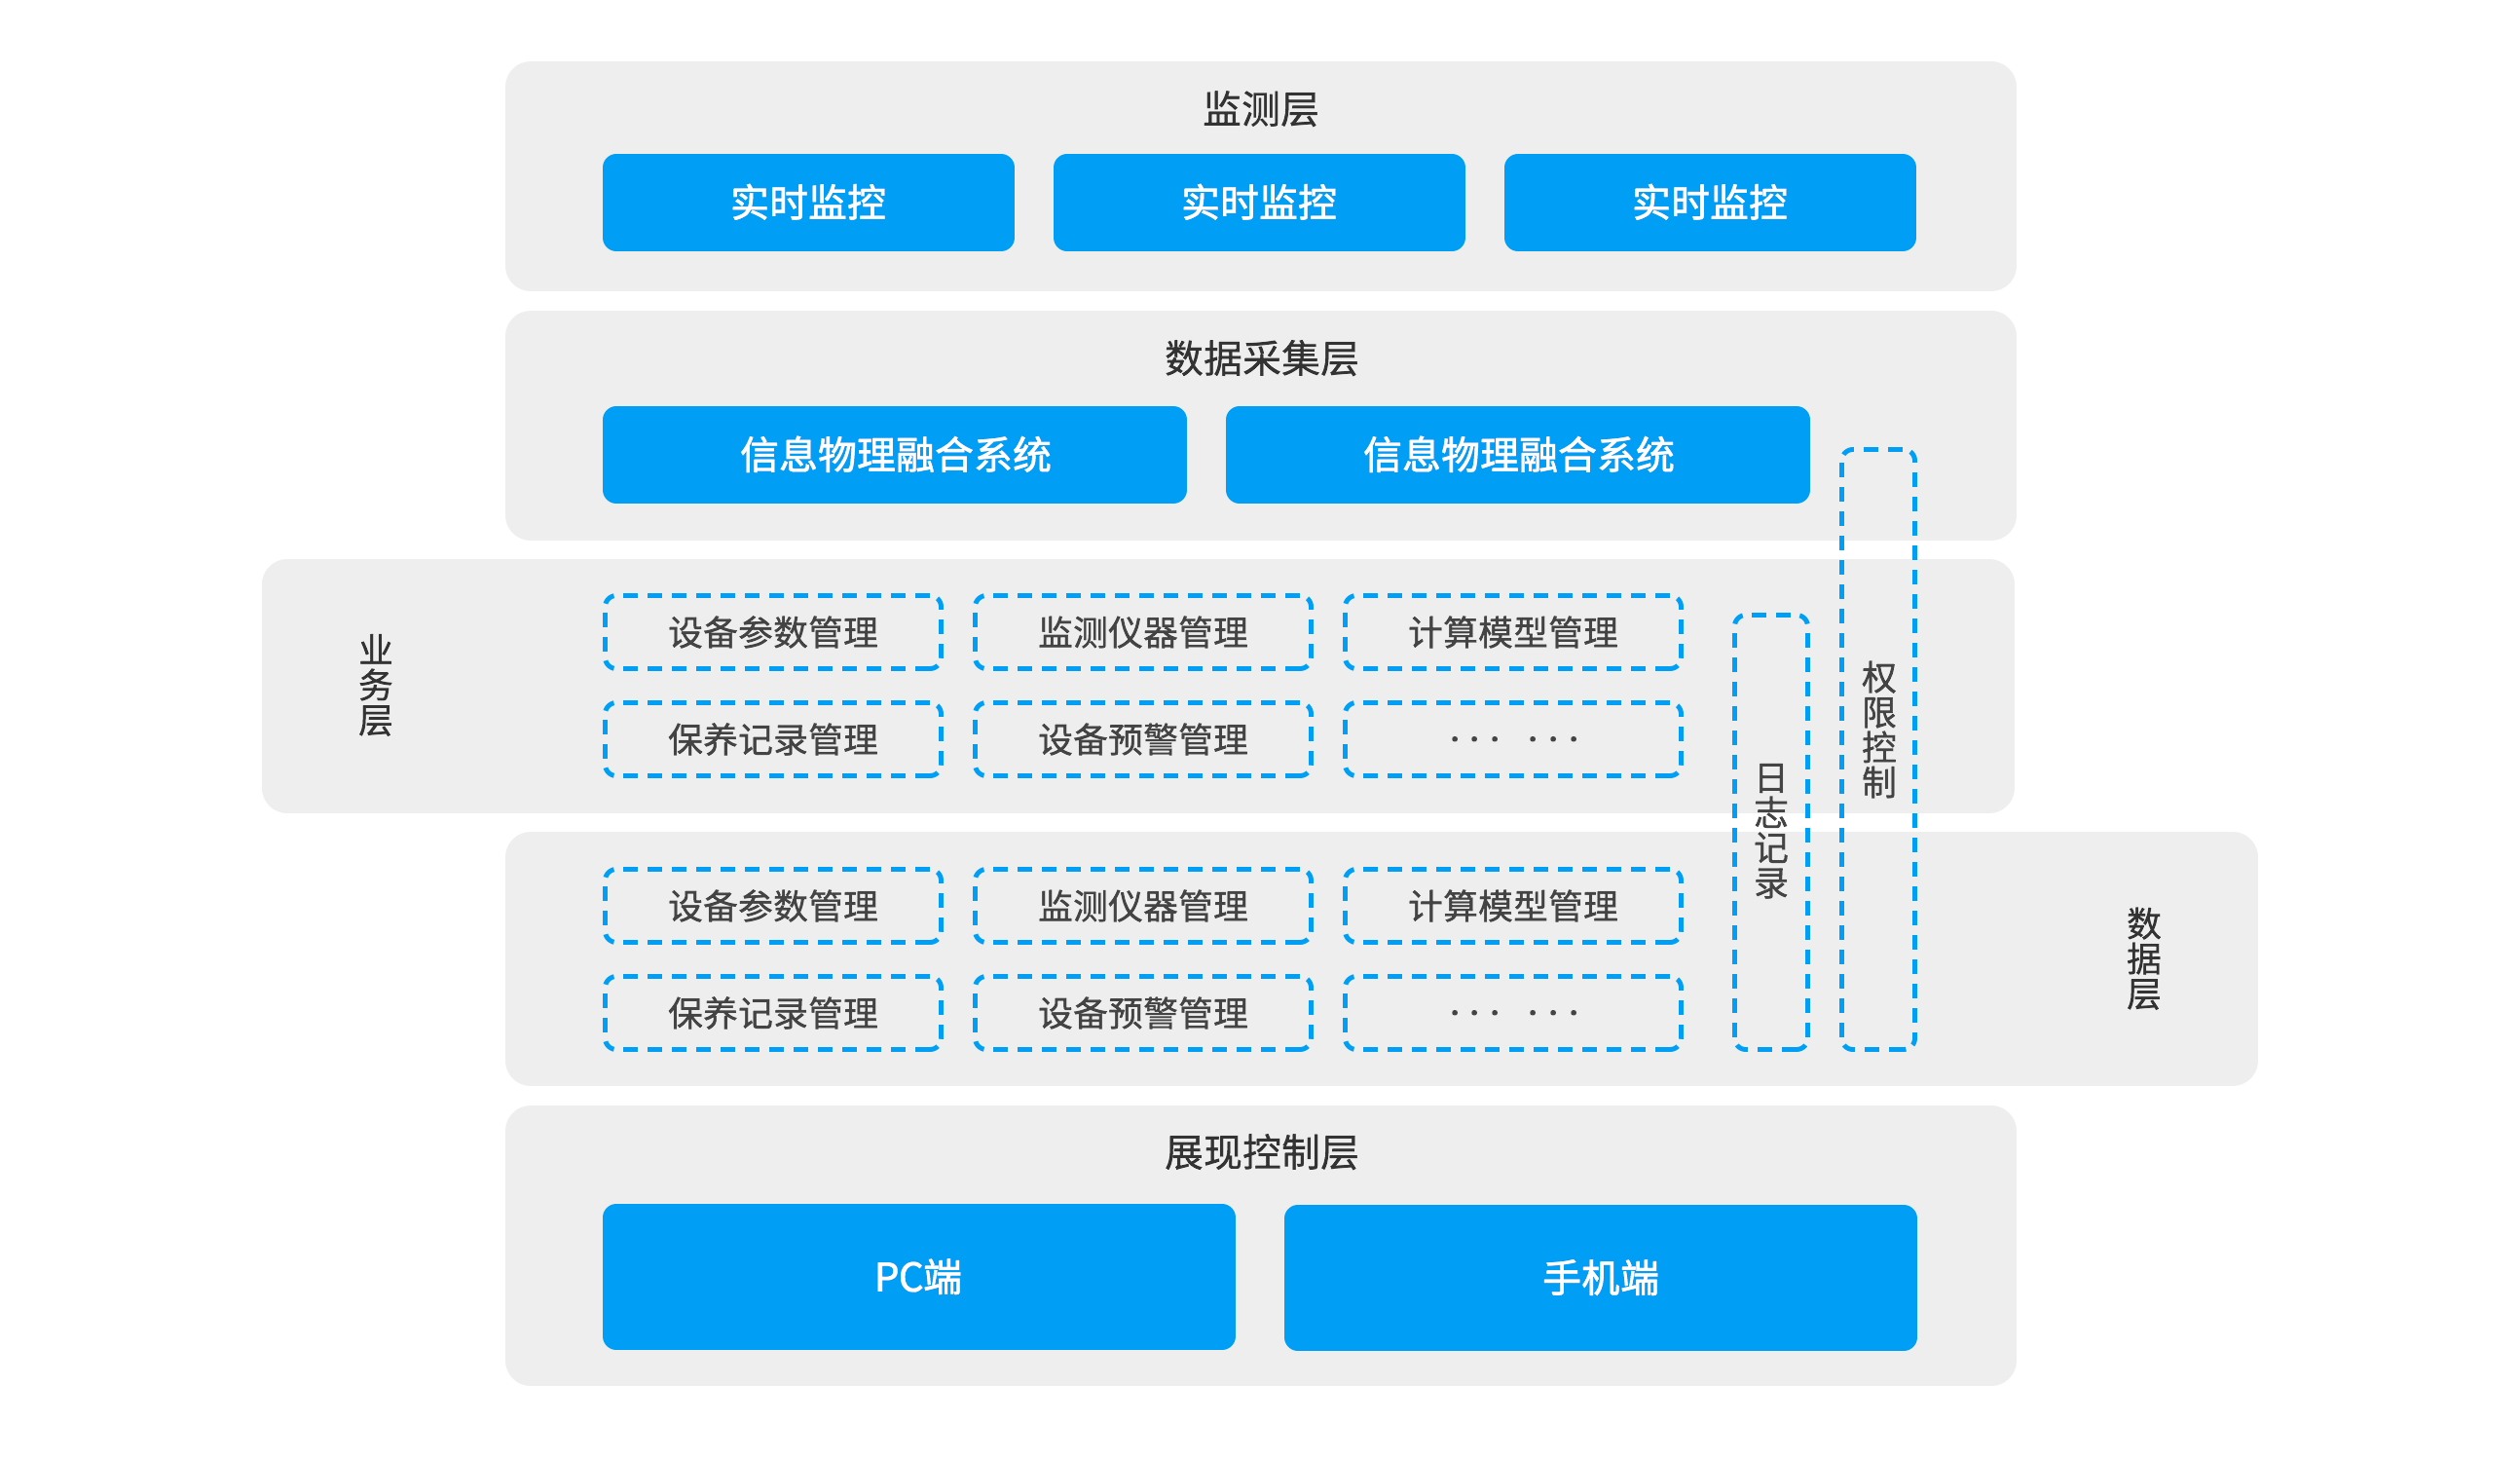 监测层
实时监控
实时监控
实时监控
数据采集层
信息物理融合系统
信息物理融合系统
业务层
设备参数管理
监测仪器管理
计算模型管理
保养记录管理
设备预警管理
··· ···
日志记录
权限控制
设备参数管理
监测仪器管理
计算模型管理
保养记录管理
设备预警管理
··· ···
数据层
展现控制层
PC端
手机端